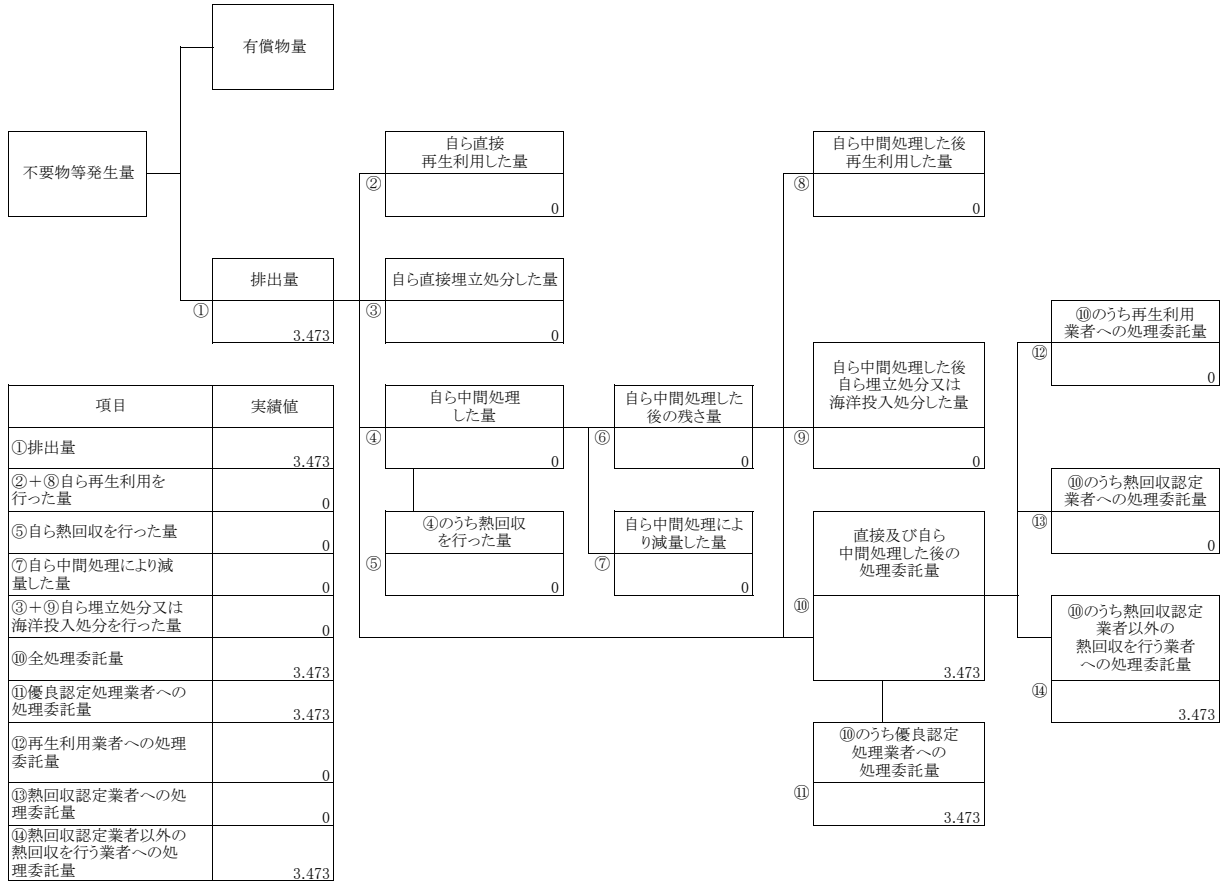 有償物量
不要物等発生量
自ら直接
再生利用した量
②
0
自ら中間処理した後
再生利用した量
⑧
0
排出量
①
3.473
自ら直接埋立処分した量
③
0
⑩のうち再生利用
業者への処理委託量
⑫
0
自ら中間処理した後
自ら埋立処分又は
海洋投入処分した量
⑨
0
自ら中間処理
した量
④
0
自ら中間処理した
後の残さ量
⑥
0
⑩のうち熱回収認定
業者への処理委託量
⑬
0
④のうち熱回収
を行った量
⑤
0
自ら中間処理によ
り減量した量
⑦
0
直接及び自ら
中間処理した後の
処理委託量
⑩
3.473
⑩のうち熱回収認定
業者以外の
熱回収を行う業者
への処理委託量
⑭
3.473
⑩のうち優良認定
処理業者への
処理委託量
⑪
3.473
項目 実績値
①排出量
3.473
②＋⑧自ら再生利用を
行った量
0
⑤自ら熱回収を行った量
0
⑦自ら中間処理により減
量した量
0
③＋⑨自ら埋立処分又は
海洋投入処分を行った量
0
⑩全処理委託量
3.473
⑪優良認定処理業者への
処理委託量
3.473
⑫再生利用業者への処理
委託量
0
⑬熱回収認定業者への処
理委託量
0
⑭熱回収認定業者以外の
熱回収を行う業者への処
理委託量
3.473